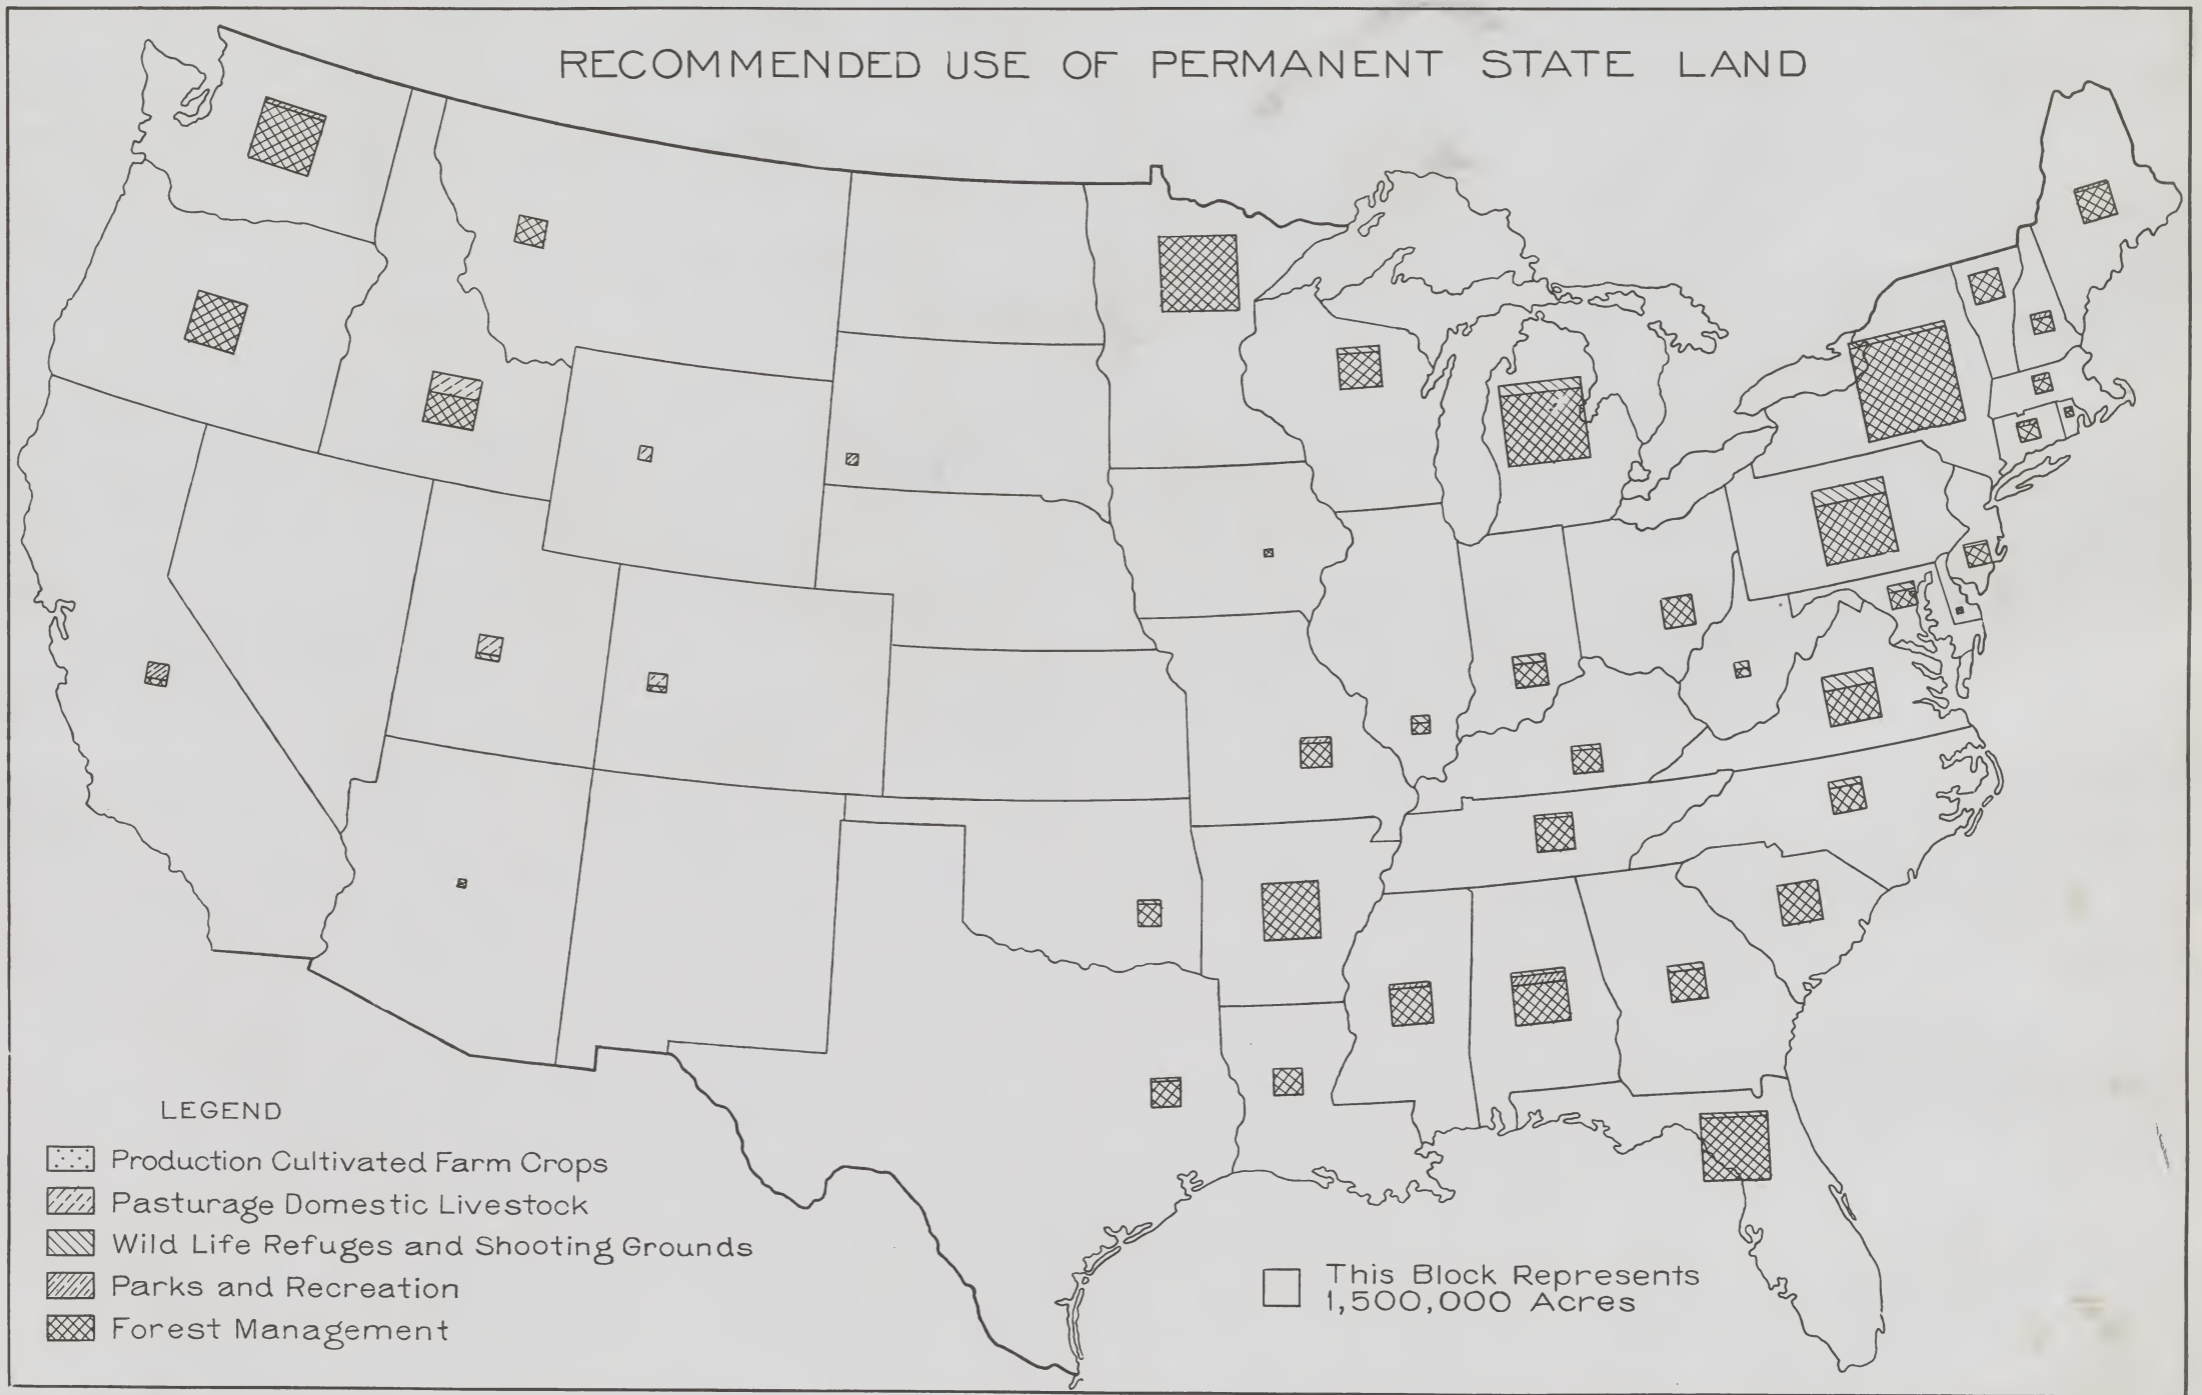 RECOMMENDED USE OF PERMANENT STATE LAND
LEGEND
Production Cultivated Farm Crops
Pasturage Domestic Livestock
Wild Life Refuges and Shooting Grounds
Parks and Recreation
Forest Management
This Block Represents
1,500,000 Acres